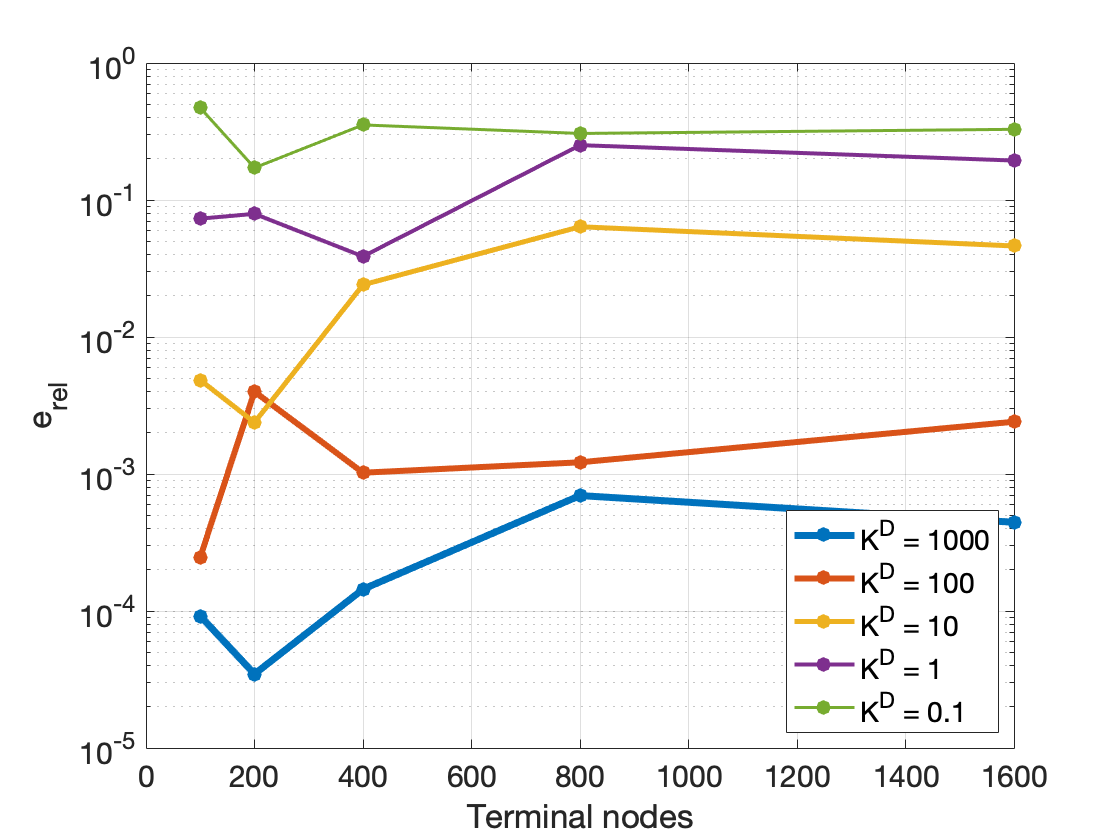 10^0
10^-1
10^-2
10^-3
10^-4
10^-5
e_rel
0 200 400 600 800 1000 1200 1400 1600
Terminal nodes
K^D = 1000
K^D = 100
K^D = 10
K^D = 1
K^D = 0.1